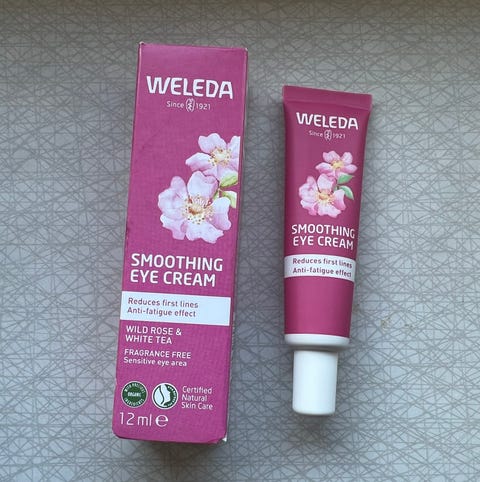 WELEDA
Since 1921
SMOOTHING
EYE CREAM
Reduces first lines
Anti-fatigue effect
WILD ROSE &
WHITE TEA
FRAGRANCE FREE
Sensitive eye area
ORGANIC
Certified
Natural
Skin Care
12 ml e
WELEDA
Since 1921
SMOOTHING
EYE CREAM
Reduces first lines
Anti-fatigue effect